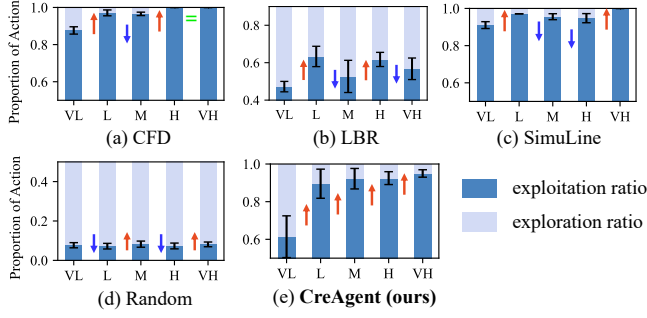 Proportion of Action
1.0
0.8
0.6
VL L M H VH
(a) CFD
1.0
0.8
0.6
0.4
VL L M H VH
(b) LBR
1.0
0.8
0.6
VL L M H VH
(c) SimuLine
Proportion of Action
0.4
0.2
0.0
VL L M H VH
(d) Random
1.0
0.8
0.6
VL L M H VH
(e) CreAgent (ours)
exploitation ratio
exploration ratio